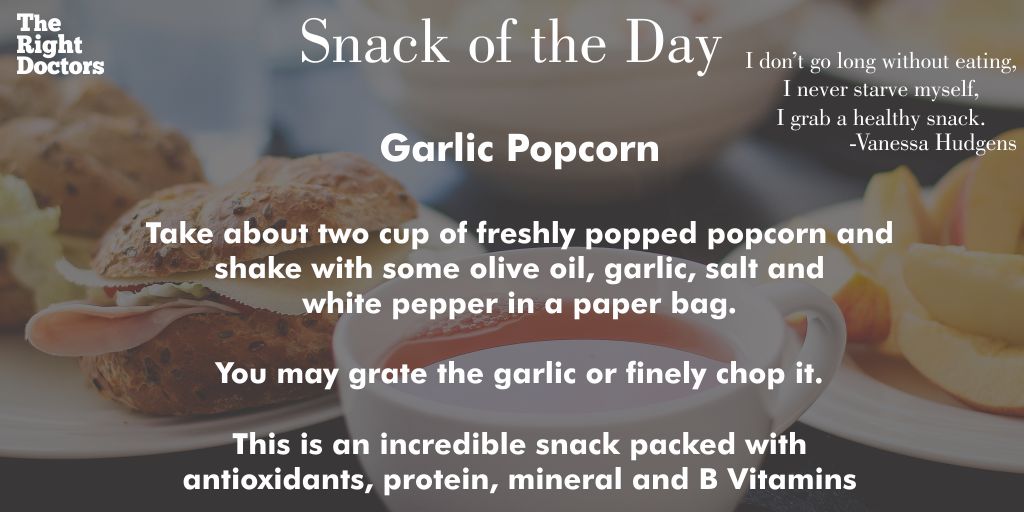 The
Right
Doctors
Snack of the Day
I don't go long without eating,
I never starve myself,
I grab a healthy snack.
-Vanessa Hudgens
Garlic Popcorn
Take about two cup of freshly popped popcorn and
shake with some olive oil, garlic, salt and
white pepper in a paper bag.
You may grate the garlic or finely chop it.
This is an incredible snack packed with
antioxidants, protein, mineral and B Vitamins